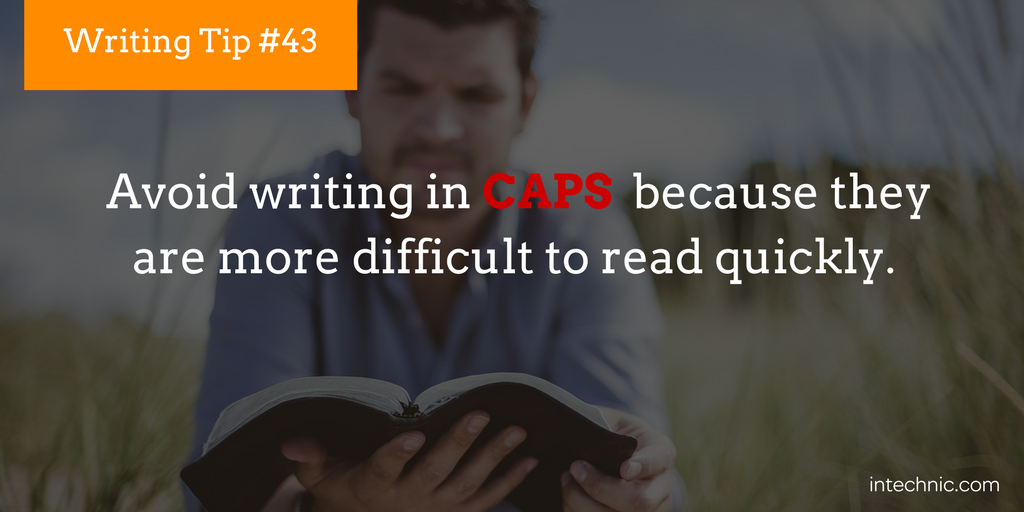 Writing Tip #43
Avoid writing in CAPS because they
are more difficult to read quickly.
intechnic.com